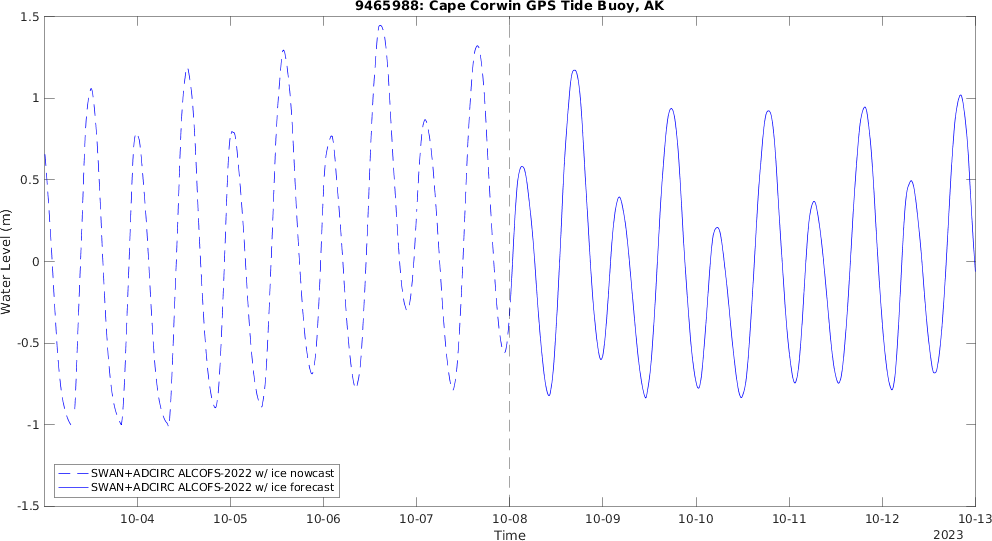 9465988: Cape Corwin GPS Tide Buoy, AK
1.5
1
0.5
0
-0.5
-1
-1.5
Water Level (m)
SWAN+ADCIRC ALCOFS-2022 w/ ice nowcast
SWAN+ADCIRC ALCOFS-2022 w/ ice forecast
10-04 10-05 10-06 10-07 10-08 10-09 10-10 10-11 10-12 10-13
Time
2023